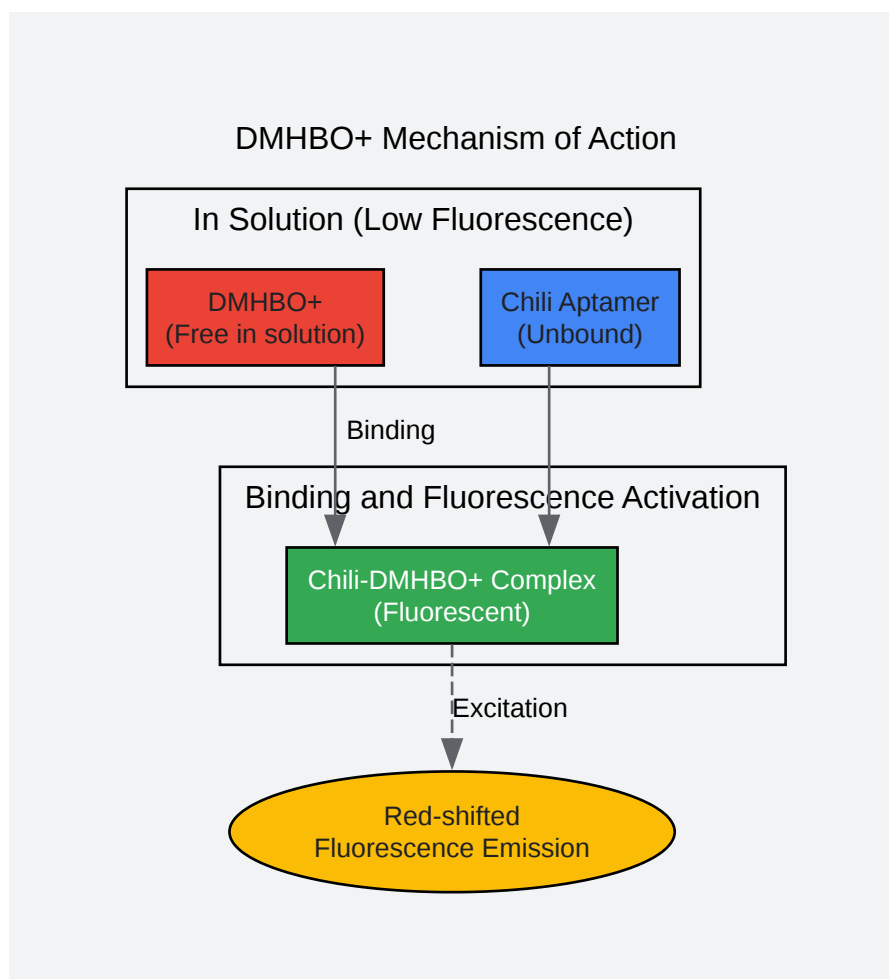 DMHBO+ Mechanism of Action
In Solution (Low Fluorescence)
DMHBO+
(Free in solution)
Chili Aptamer
(Unbound)
Binding
Binding and Fluorescence Activation
Chili-DMHBO+ Complex
(Fluorescent)
Excitation
Red-shifted
Fluorescence Emission